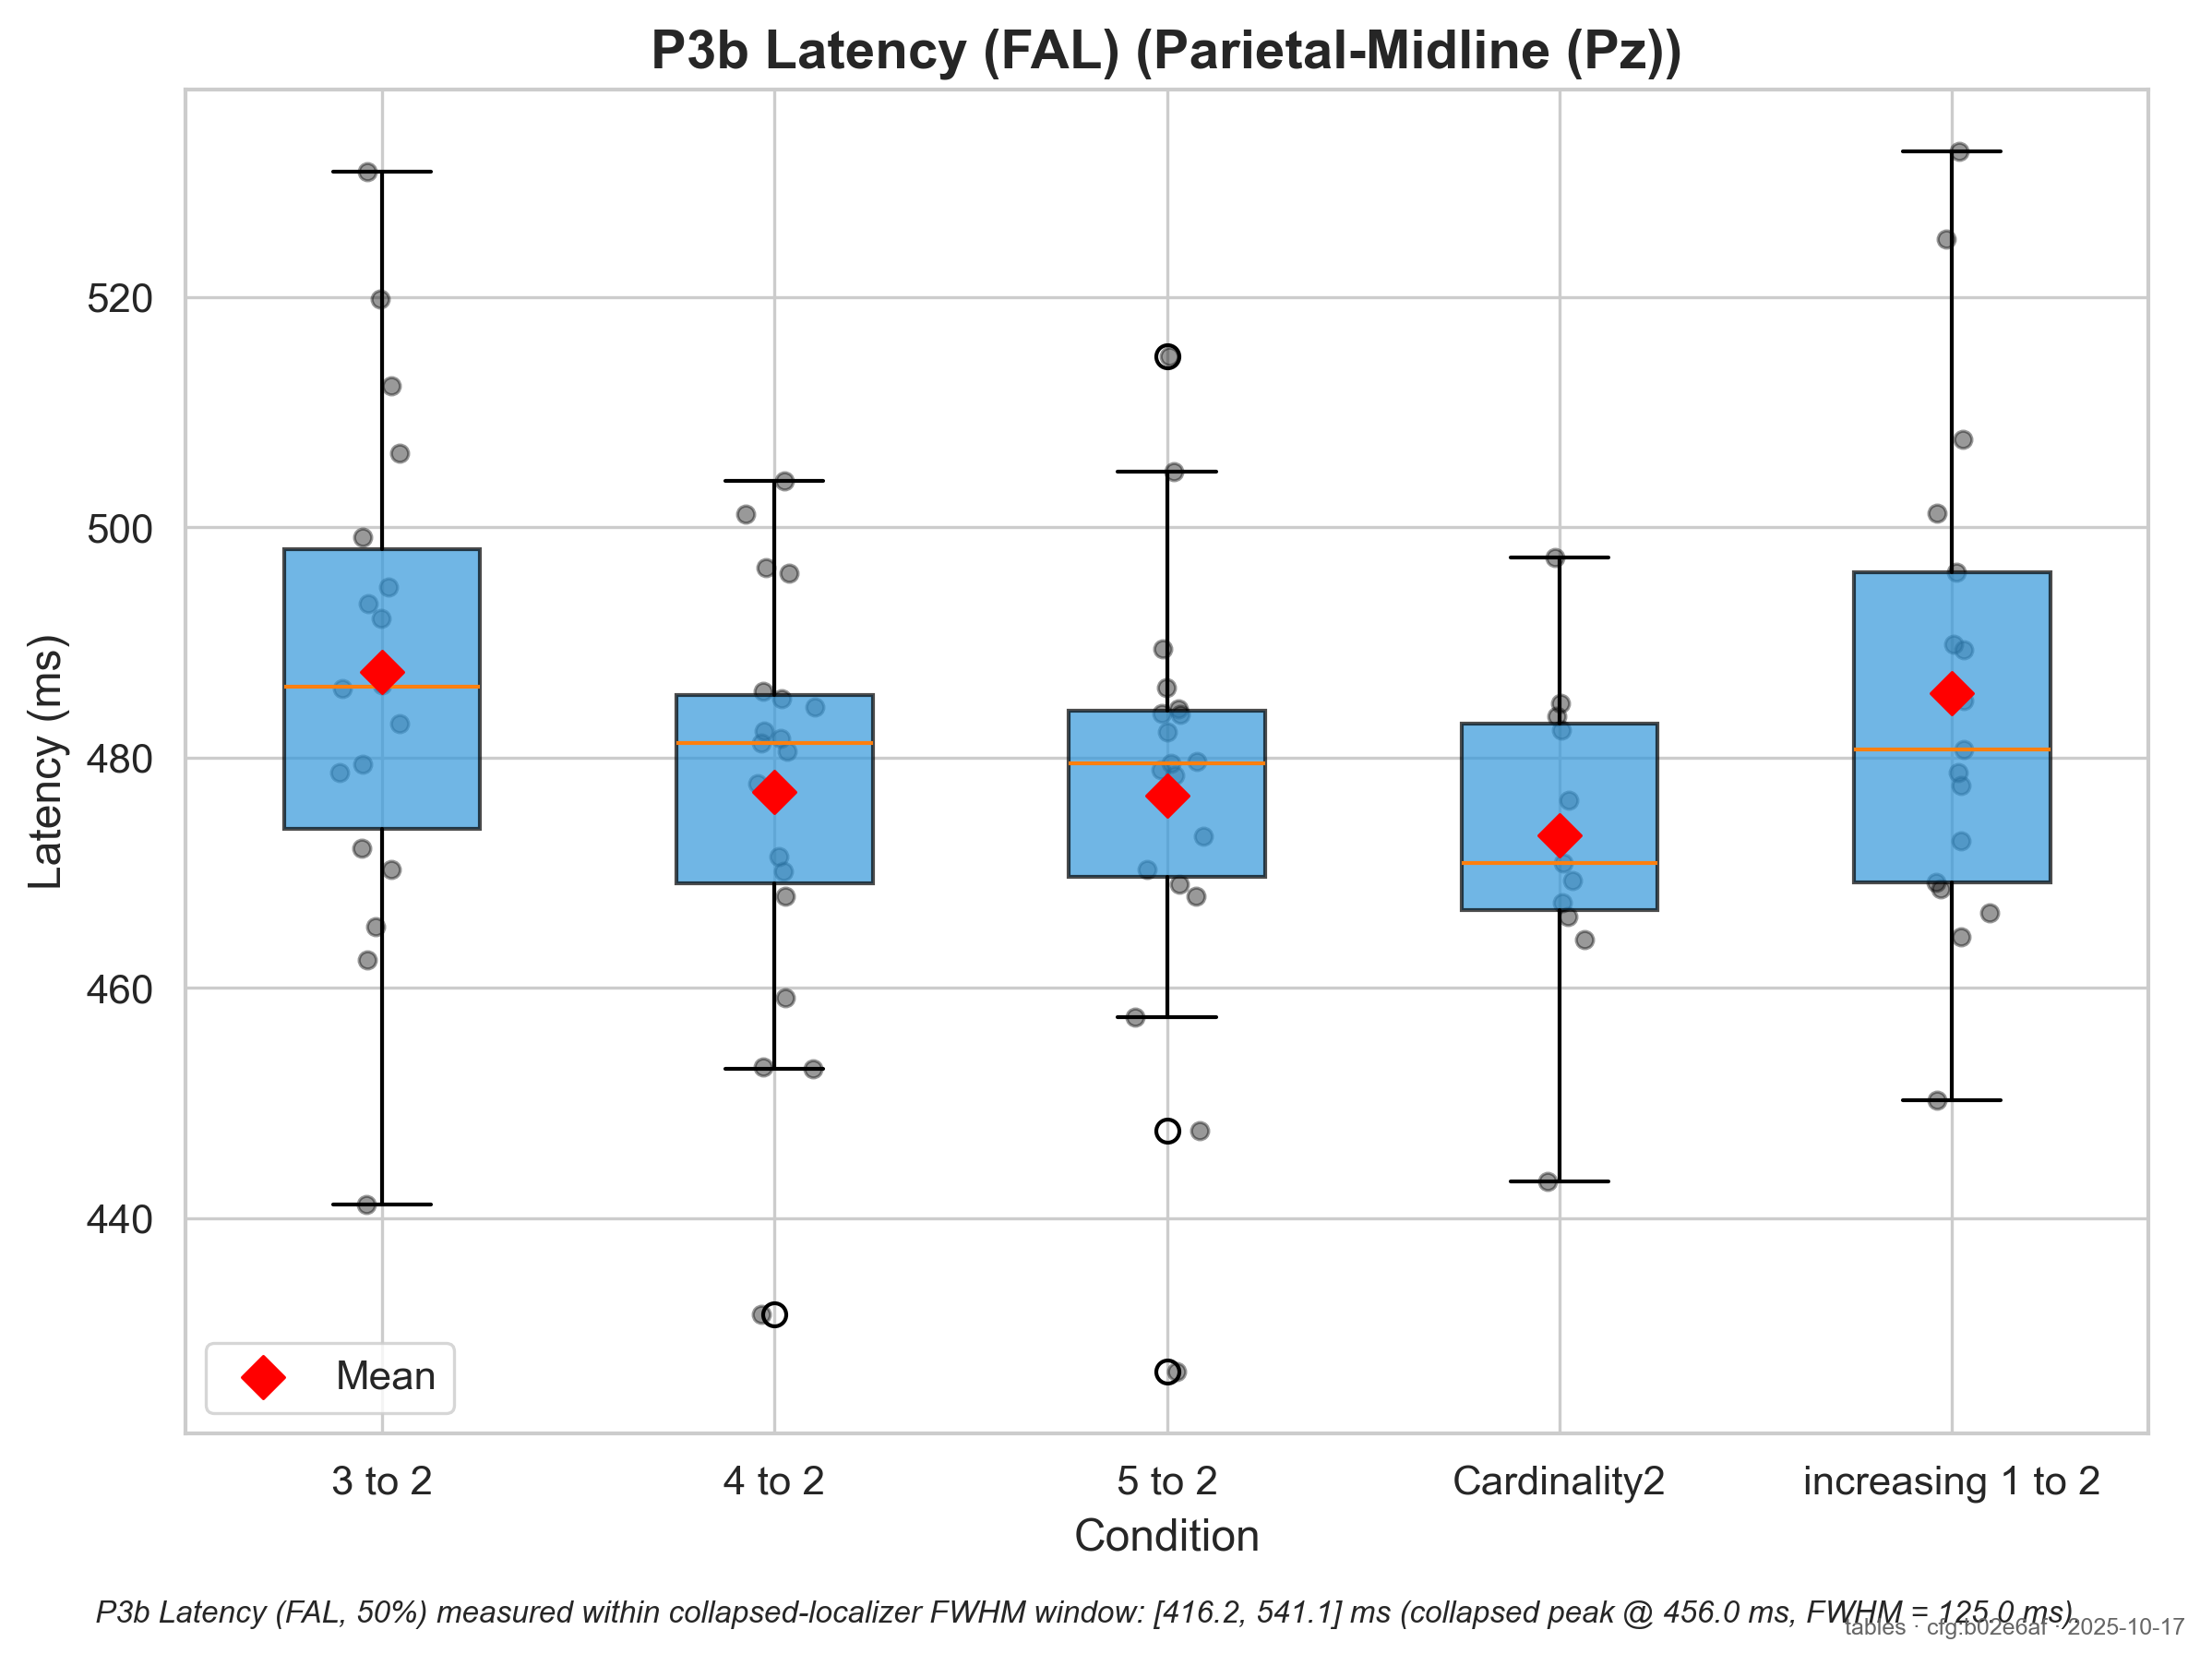 P3b Latency (FAL) (Parietal-Midline (Pz))
Latency (ms)
520
500
480
460
440
Mean
3 to 2
4 to 2
5 to 2
Cardinality2
increasing 1 to 2
Condition
P3b Latency (FAL, 50%) measured within collapsed-localizer FWHM window: [416.2, 541.1] ms (collapsed peak @ 456.0 ms, FWHM = 125.0 ms).
tables · cfg:b02e6af · 2025-10-17